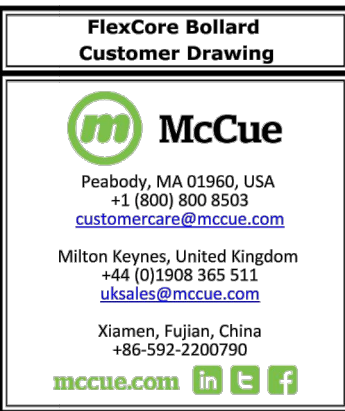 FlexCore Bollard
Customer Drawing
m McCue
Peabody, MA 01960, USA
+1 (800) 800 8503
customercare@mccue.com
Milton Keynes, United Kingdom
+44 (0)1908 365 511
uksales@mccue.com
Xiamen, Fujian, China
+86-592-2200790
mccue.com in t f